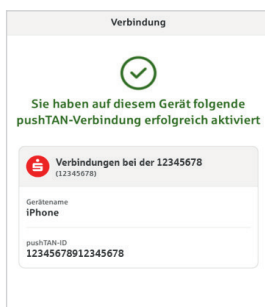 Verbindung
Sie haben auf diesem Gerät folgende
pushTAN-Verbindung erfolgreich aktiviert
Verbindungen bei der 12345678
(12345678)
Gerätename
iPhone
pushTAN-ID
12345678912345678